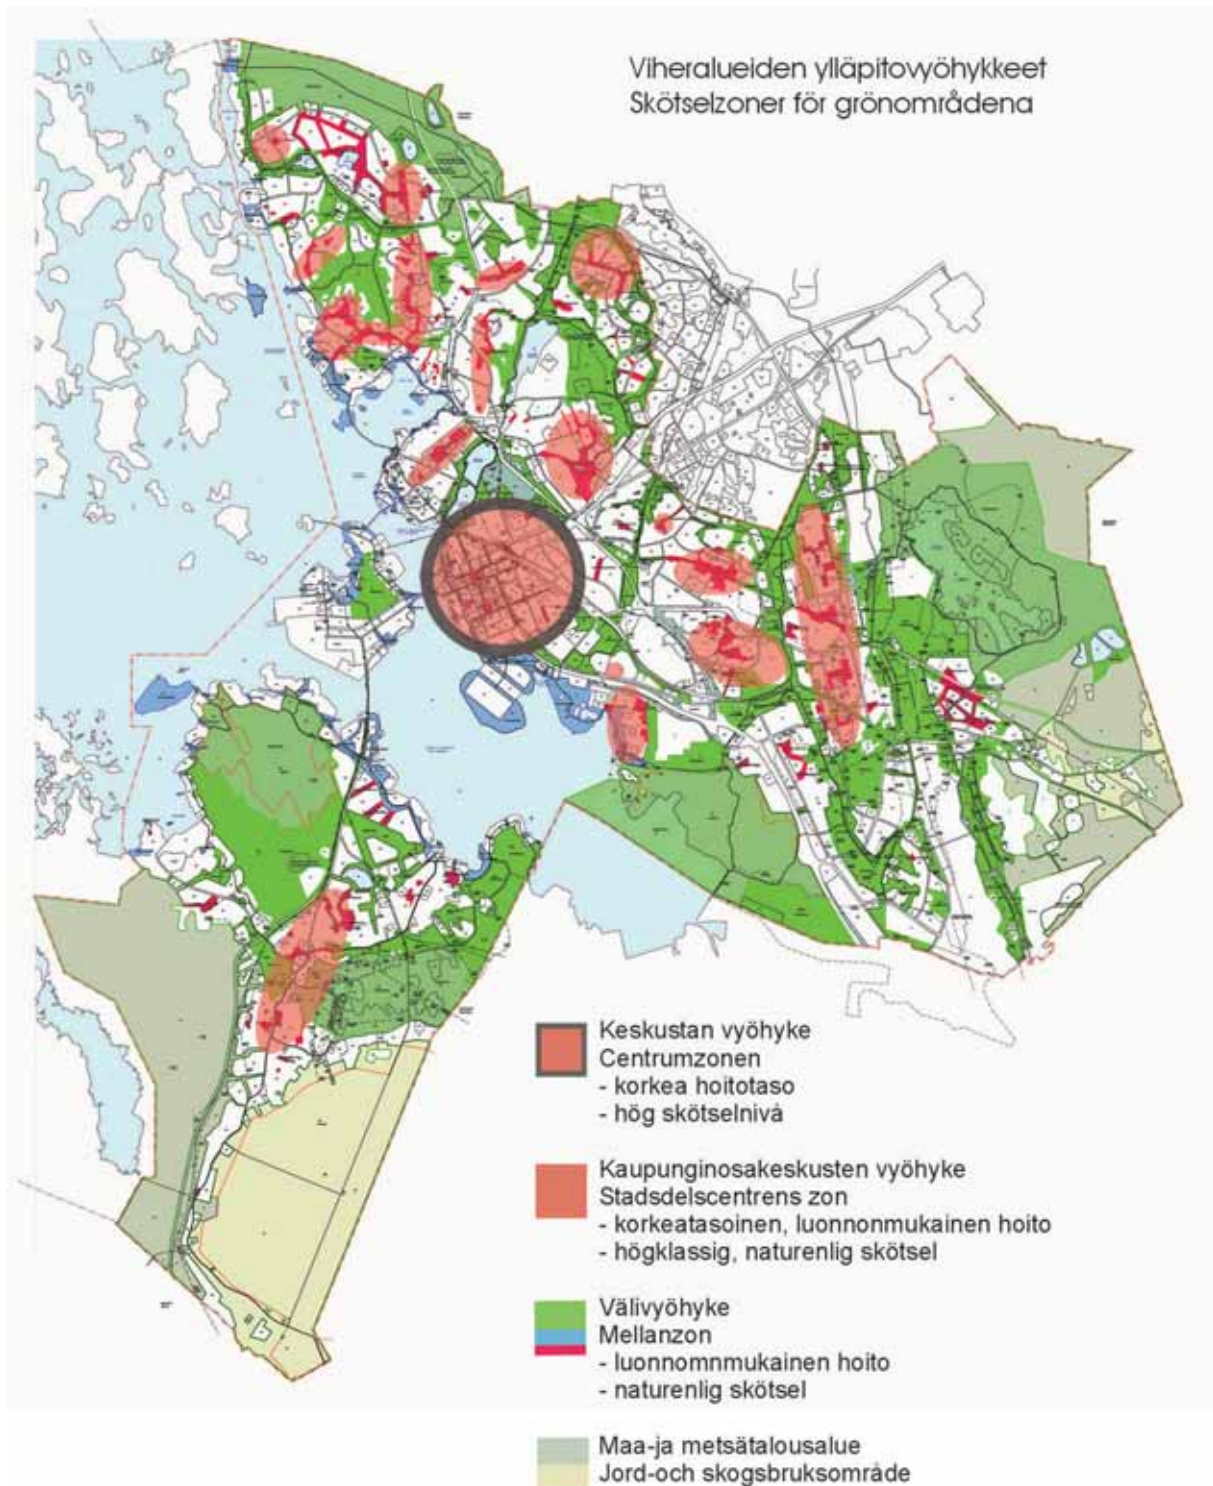 Viheralueiden ylläpitovyöhykkeet
Skötselzoner för grönområdena
Keskustan vyöhyke
Centrumzonen
- korkea hoitotaso
- hög skötselnivå
Kaupunginosakeskusten vyöhyke
Stadsdelscentrens zon
- korkeatasoinen, luonnonmukainen hoito
- högklassig, naturenlig skötsel
Välivyöhyke
Mellanzon
- luonnomnmukainen hoito
- naturenlig skötsel
Maa-ja metsätalousalue
Jord-och skogsbruksområde